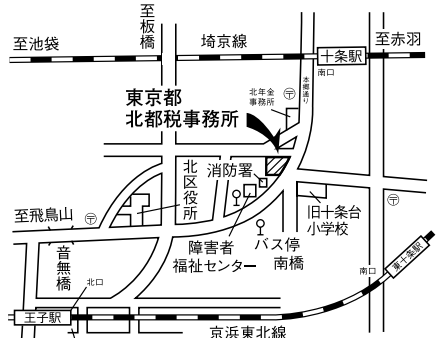 至板橋
至池袋
埼京線
十条駅
至赤羽
南口
本郷通り
北年金
事務所
東京都
北都税事務所
北区役所
消防署
至飛鳥山
音無橋
旧十条台
小学校
バス停
南橋
障害者
福祉センター
南口
東十条駅
北口
王子駅
京浜東北線